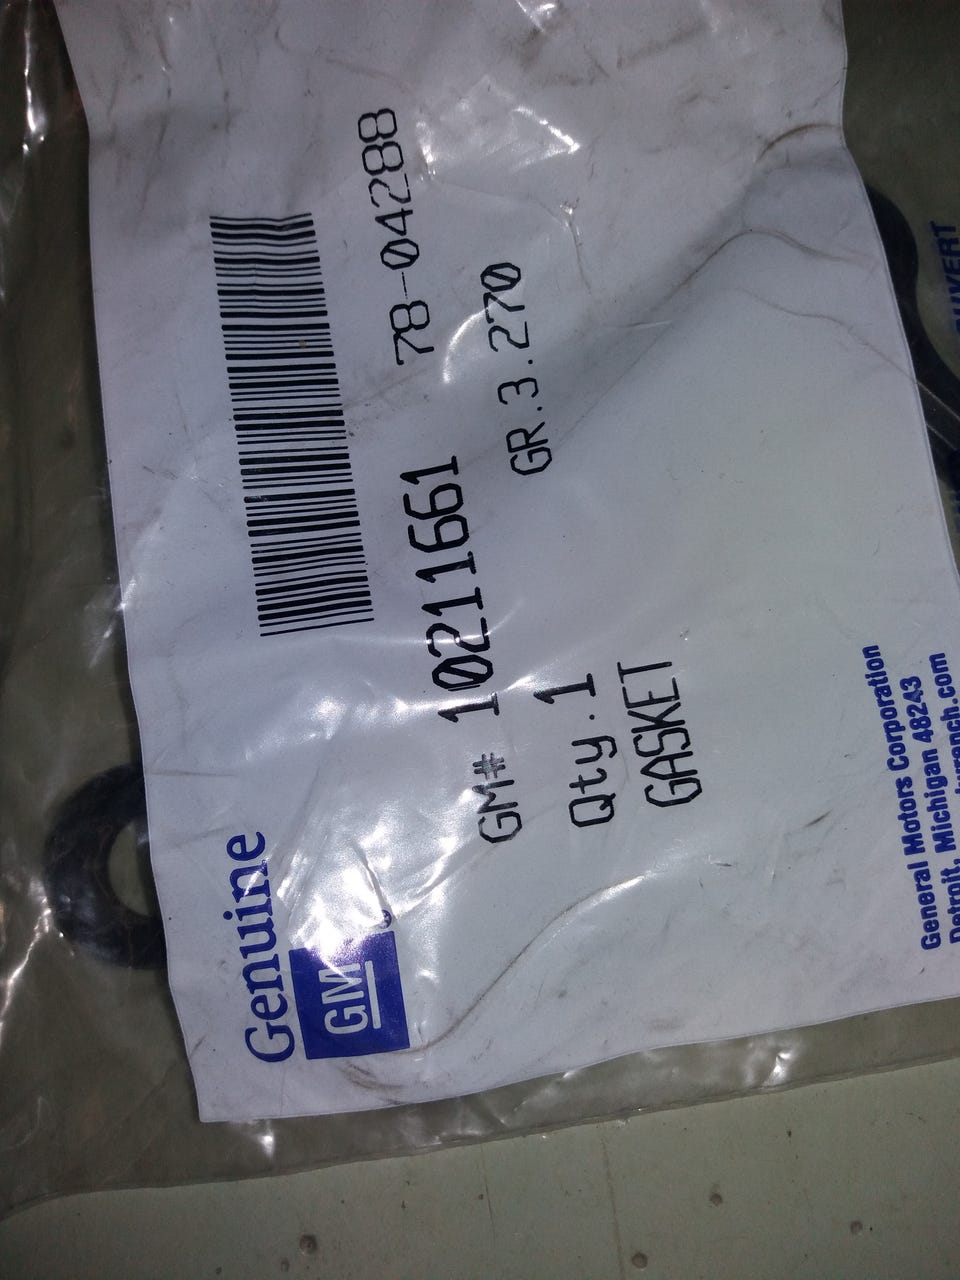 Genuine
GM
78-04288
GM# 10211661
GR.3.270
Qty.1
GASKET
General Motors Corporation
Detroit, Michigan 48243